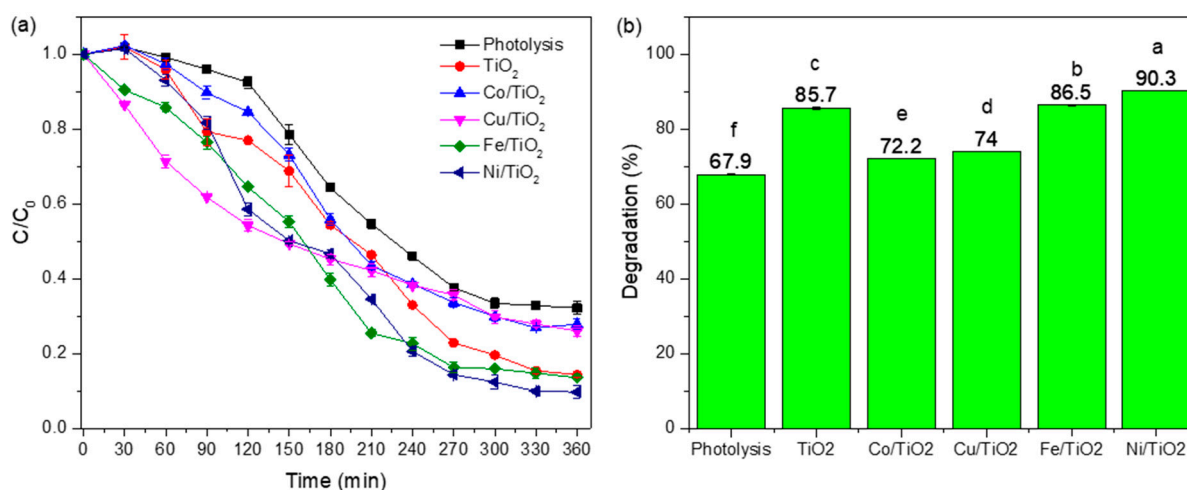 (a)
C/C0
1.0
0.8
0.6
0.4
0.2
0.0
0 30 60 90 120 150 180 210 240 270 300 330 360
Time (min)
Photolysis
TiO2
Co/TiO2
Cu/TiO2
Fe/TiO2
Ni/TiO2
(b)
Degradation (%)
100
80
60
40
20
0
f
67.9
c
85.7
e
72.2
d
74
b
86.5
a
90.3
Photolysis TiO2 Co/TiO2 Cu/TiO2 Fe/TiO2 Ni/TiO2